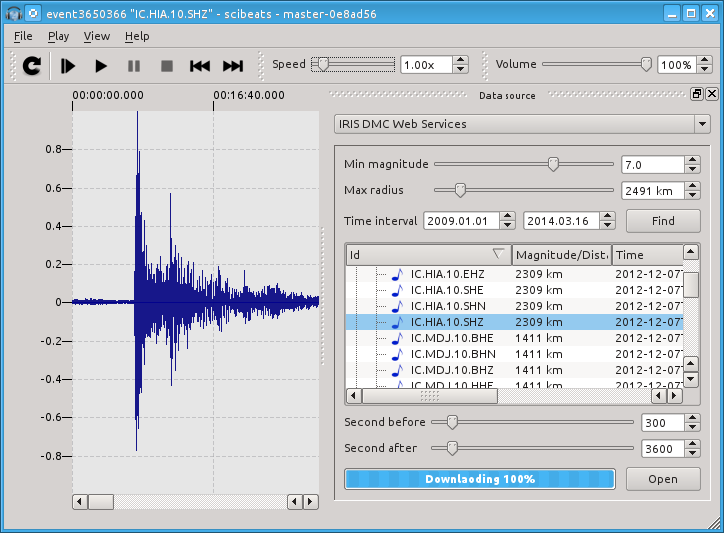 event3650366 "IC.HIA.10.SHZ" - scibeats - master-0e8ad56
File Play View Help
Speed 1.00x Volume 100%
00:00:00.000 00:16:40.000
0.8
0.6
0.4
0.2
0
-0.2
-0.4
-0.6
-0.8
Data source
IRIS DMC Web Services
Min magnitude 7.0
Max radius 2491 km
Time interval 2009.01.01 2014.03.16 Find
Id Magnitude/Dist Time
IC.HIA.10.EHZ 2309 km 2012-12-07
IC.HIA.10.SHE 2309 km 2012-12-07
IC.HIA.10.SHN 2309 km 2012-12-07
IC.HIA.10.SHZ 2309 km 2012-12-07
IC.MDJ.10.BHE 1411 km 2012-12-07
IC.MDJ.10.BHN 1411 km 2012-12-07
IC.MDJ.10.BHZ 1411 km 2012-12-07
IC.MDJ.10.HHE 1411 km 2012-12-07
Second before 300
Second after 3600
Downlaoding 100% Open